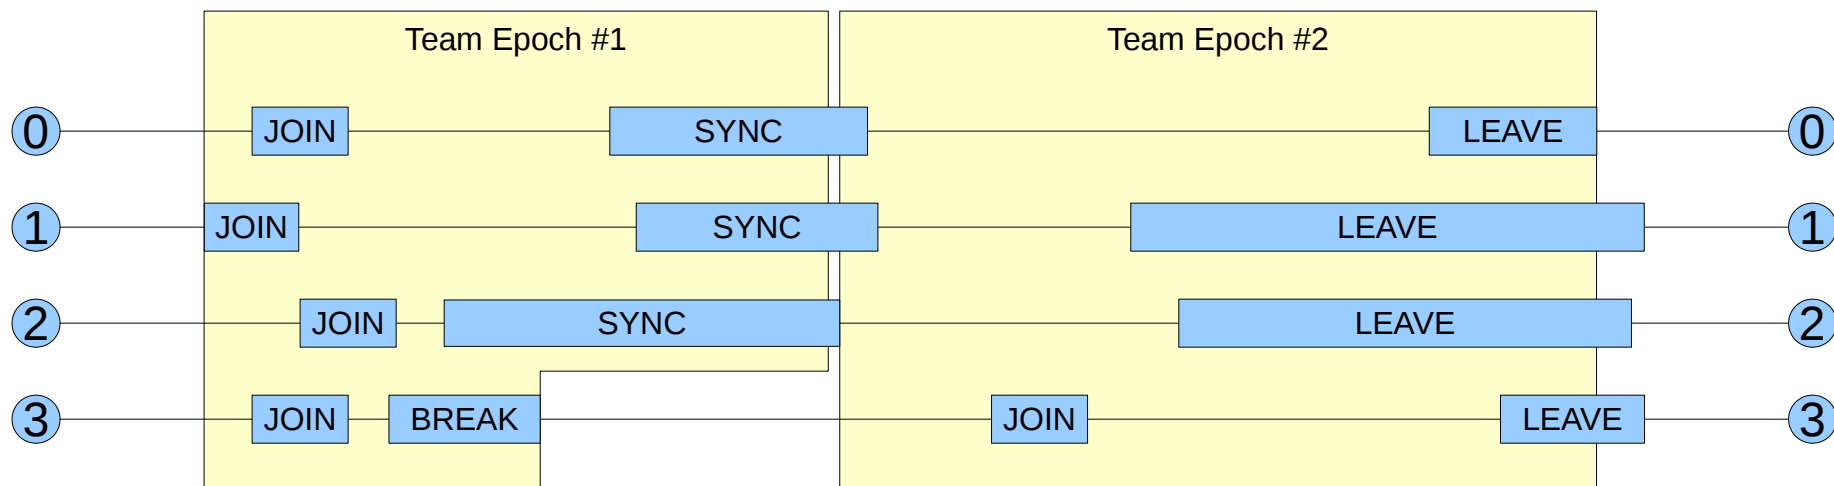 Team Epoch #1 Team Epoch #2
0 JOIN SYNC LEAVE 0
1 JOIN SYNC LEAVE 1
2 JOIN SYNC LEAVE 2
3 JOIN BREAK JOIN LEAVE 3